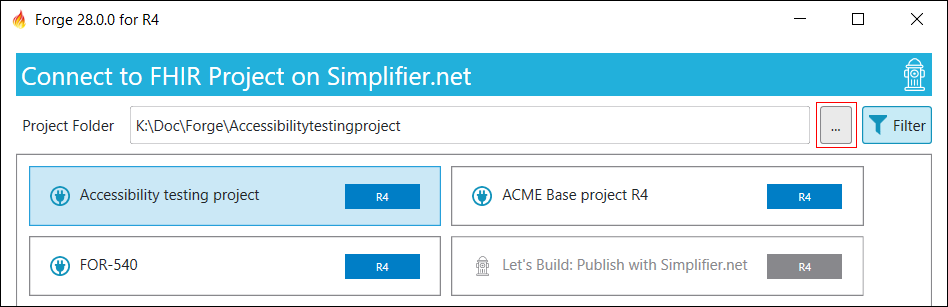 Forge 28.0.0 for R4
Connect to FHIR Project on Simplifier.net
Project Folder K:\Doc\Forge\Accessibilitytestingproject ... Filter
Accessibility testing project R4 ACME Base project R4 R4
FOR-540 R4 Let's Build: Publish with Simplifier.net R4